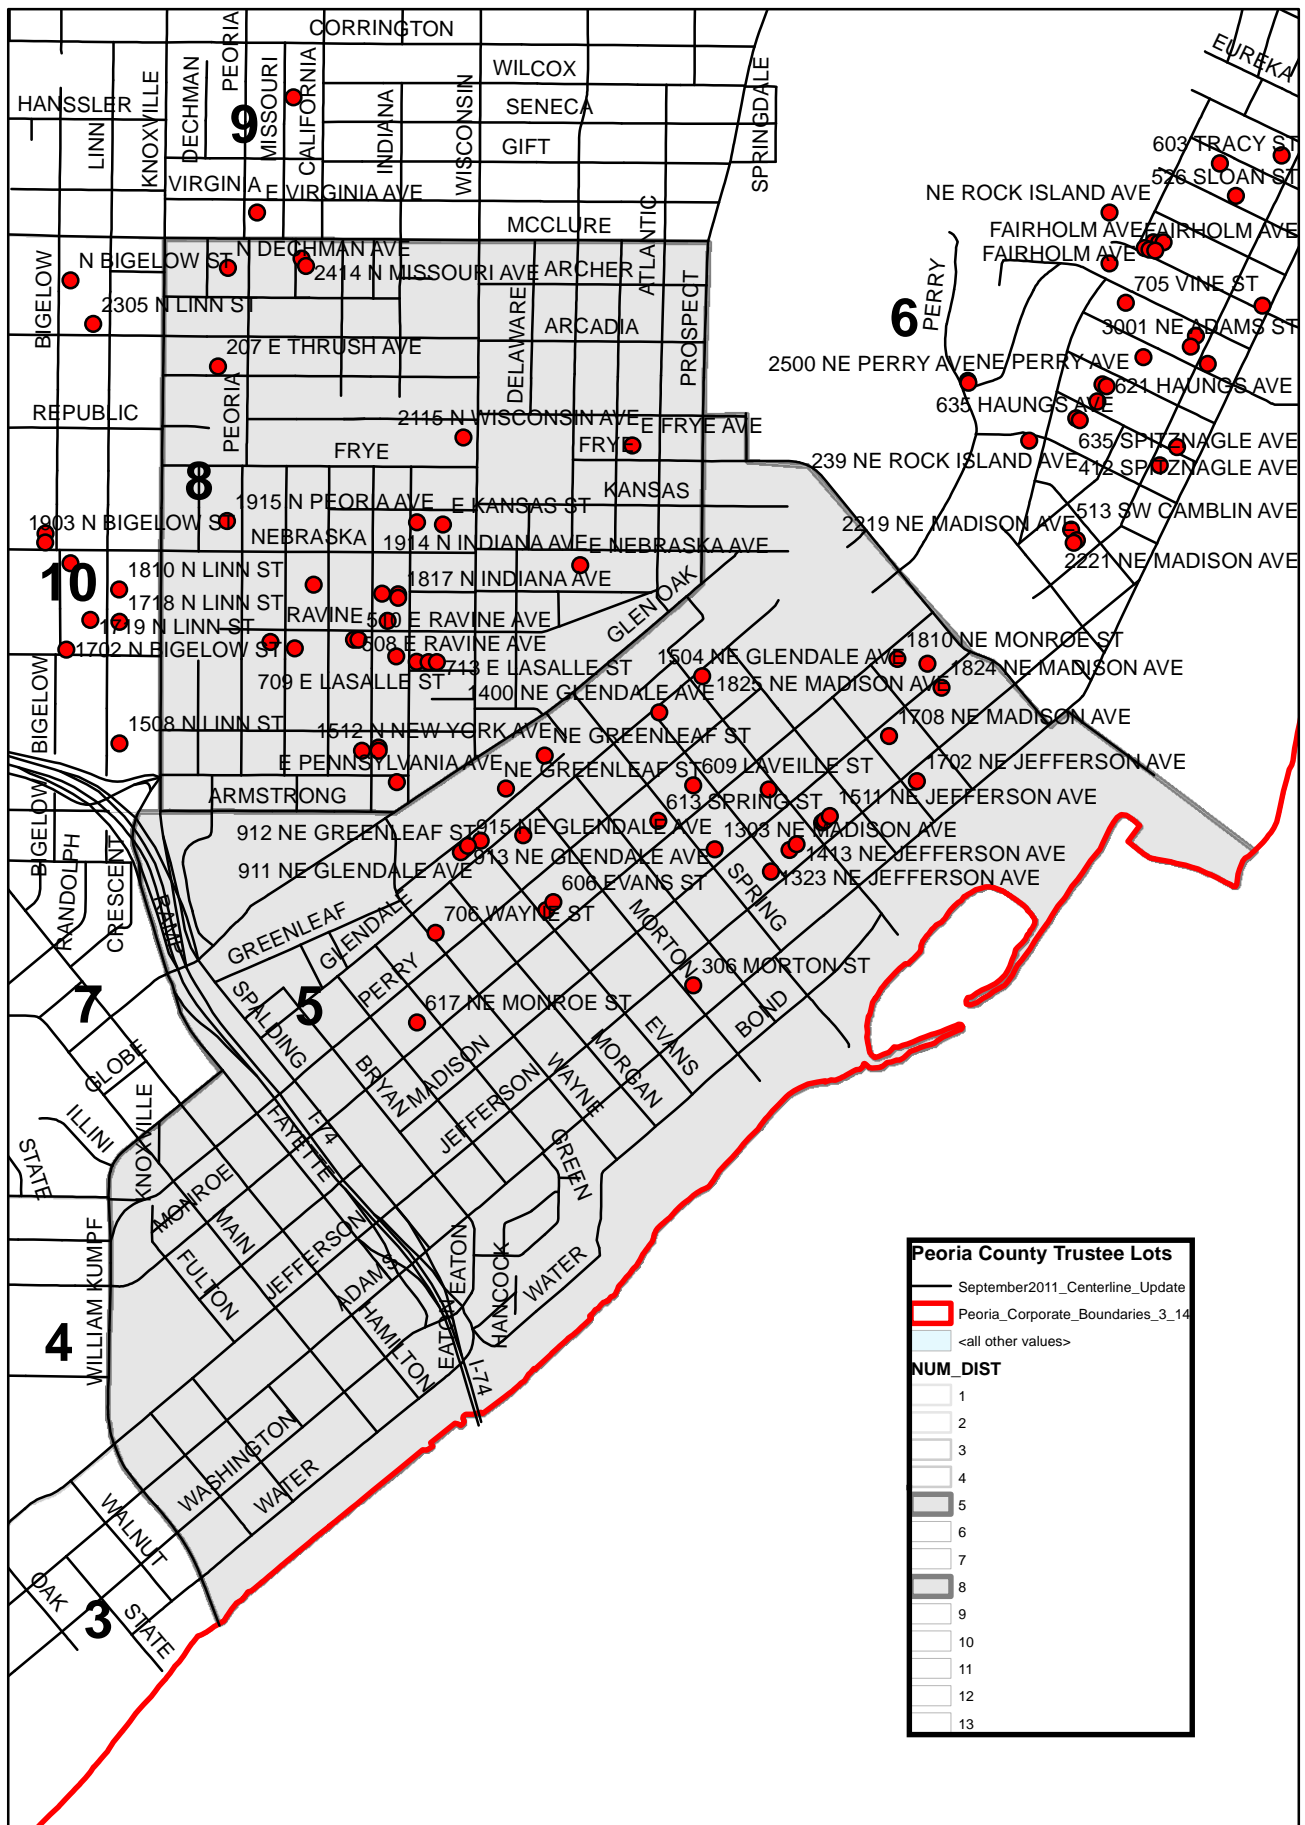 CORRINGTON
WILCOX
SENECA
GIFT
HANSSLER
LINN
KNOXVILLE
DECHMAN
PEORIA
MISSOURI
CALIFORNIA
INDIANA
WISCONSIN
SPRINGDALE
EUREKA
9
VIRGINIA
E VIRGINIA AVE
MCCLURE
603 TRACY ST
526 SLOAN ST
NE ROCK ISLAND AVE
FAIRHOLM AVE
FAIRHOLM AVE
FAIRHOLM AVE
N BIGELOW ST
N DECHMAN AVE
2414 N MISSOURI AVE
ARCHER
ATLANTIC
BIGELOW
2305 N LINN ST
DELAWARE
ARCADIA
PROSPECT
6
PERRY
705 VINE ST
3001 NE ADAMS ST
207 E THRUSH AVE
2500 NE PERRY AVE
NE PERRY AVE
621 HAUNGS AVE
635 HAUNGS AVE
REPUBLIC
PEORIA
2115 N WISCONSIN AVE
FRYE
FRYE
E FRYE AVE
635 SPITZNAGLE AVE
239 NE ROCK ISLAND AVE
412 SPITZNAGLE AVE
8
KANSAS
1915 N PEORIA AVE
E KANSAS ST
1903 N BIGELOW ST
NEBRASKA
1914 N INDIANA AVE
E NEBRASKA AVE
513 SW CAMBLIN AVE
2219 NE MADISON AVE
2221 NE MADISON AVE
10
1810 N LINN ST
1817 N INDIANA AVE
1718 N LINN ST
RAVINE
GLEN OAK
1719 N LINN ST
E RAVINE AVE
1702 N BIGELOW ST
608 E RAVINE AVE
1810 NE MONROE ST
1504 NE GLENDALE AVE
1824 NE MADISON AVE
713 E LASALLE ST
709 E LASALLE ST
1825 NE MADISON AVE
1400 NE GLENDALE AVE
BIGELOW
1508 N LINN ST
1512 N NEW YORK AVE
NE GREENLEAF ST
1708 NE MADISON AVE
E PENNSYLVANIA AVE
NE GREENLEAF ST
609 LAVEILLE ST
1702 NE JEFFERSON AVE
ARMSTRONG
613 SPRING ST
1511 NE JEFFERSON AVE
BIGELOW
RANDOLPH
CRESCENT
912 NE GREENLEAF ST
915 NE GLENDALE AVE
1303 NE MADISON AVE
911 NE GLENDALE AVE
913 NE GLENDALE AVE
1413 NE JEFFERSON AVE
1323 NE JEFFERSON AVE
606 EVANS ST
SPRING
RAMP
GREENLEAF
GLENDALE
706 WAYNE ST
MORTON
306 MORTON ST
PERRY
7
SPALDING
5
617 NE MONROE ST
BOND
EVANS
GLOBE
BRYAN
MADISON
JEFFERSON
WAYNE
MORGAN
ILLINI
KNOXVILLE
FAYETTE
I-74
GREEN
STATE
MONROE
MAIN
FULTON
JEFFERSON
ADAMS
HAMILTON
EATON
EATON
HANCOCK
WATER
WILLIAM KUMPF
4
I-74
WASHINGTON
WATER
WALNUT
OAK
3
STATE
Peoria County Trustee Lots
September2011_Centerline_Update
Peoria_Corporate_Boundaries_3_14
<all other values>
NUM_DIST
1
2
3
4
5
6
7
8
9
10
11
12
13